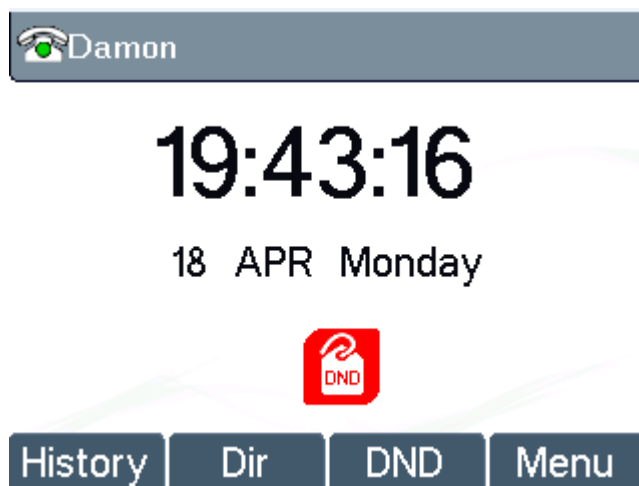 Damon
19:43:16
18 APR Monday
DND
History Dir DND Menu